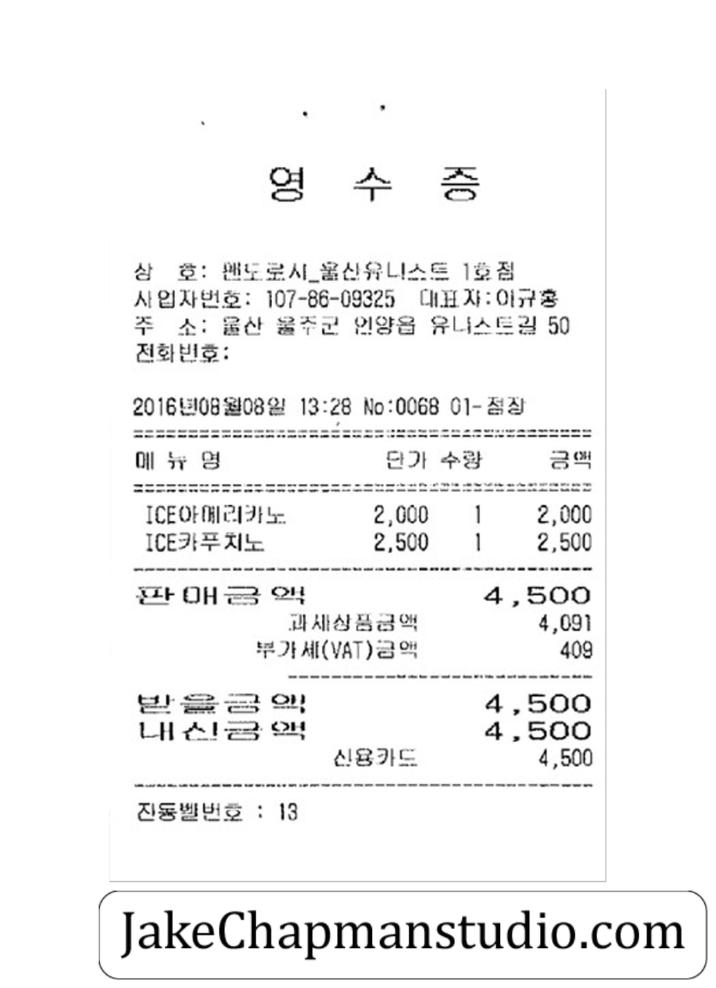 영 수 증
상 호: 팬도로시_울산유니스트 1호점
사업자번호: 107-86-09325 대표자:이규홍
주 소: 울산 울주군 언양읍 유니스트길 50
전화번호:
2016년08월08일 13:28 No:0068 01-점장
메 뉴 명 단가 수량 금액
ICE아메리카노 2,000 1 2,000
ICE카푸치노 2,500 1 2,500
판매금액 4,500
과세상품금액 4,091
부가세(VAT)금액 409
받을금액 4,500
내신금액 4,500
신용카드 4,500
진동벨번호 : 13
JakeChapmanstudio.com